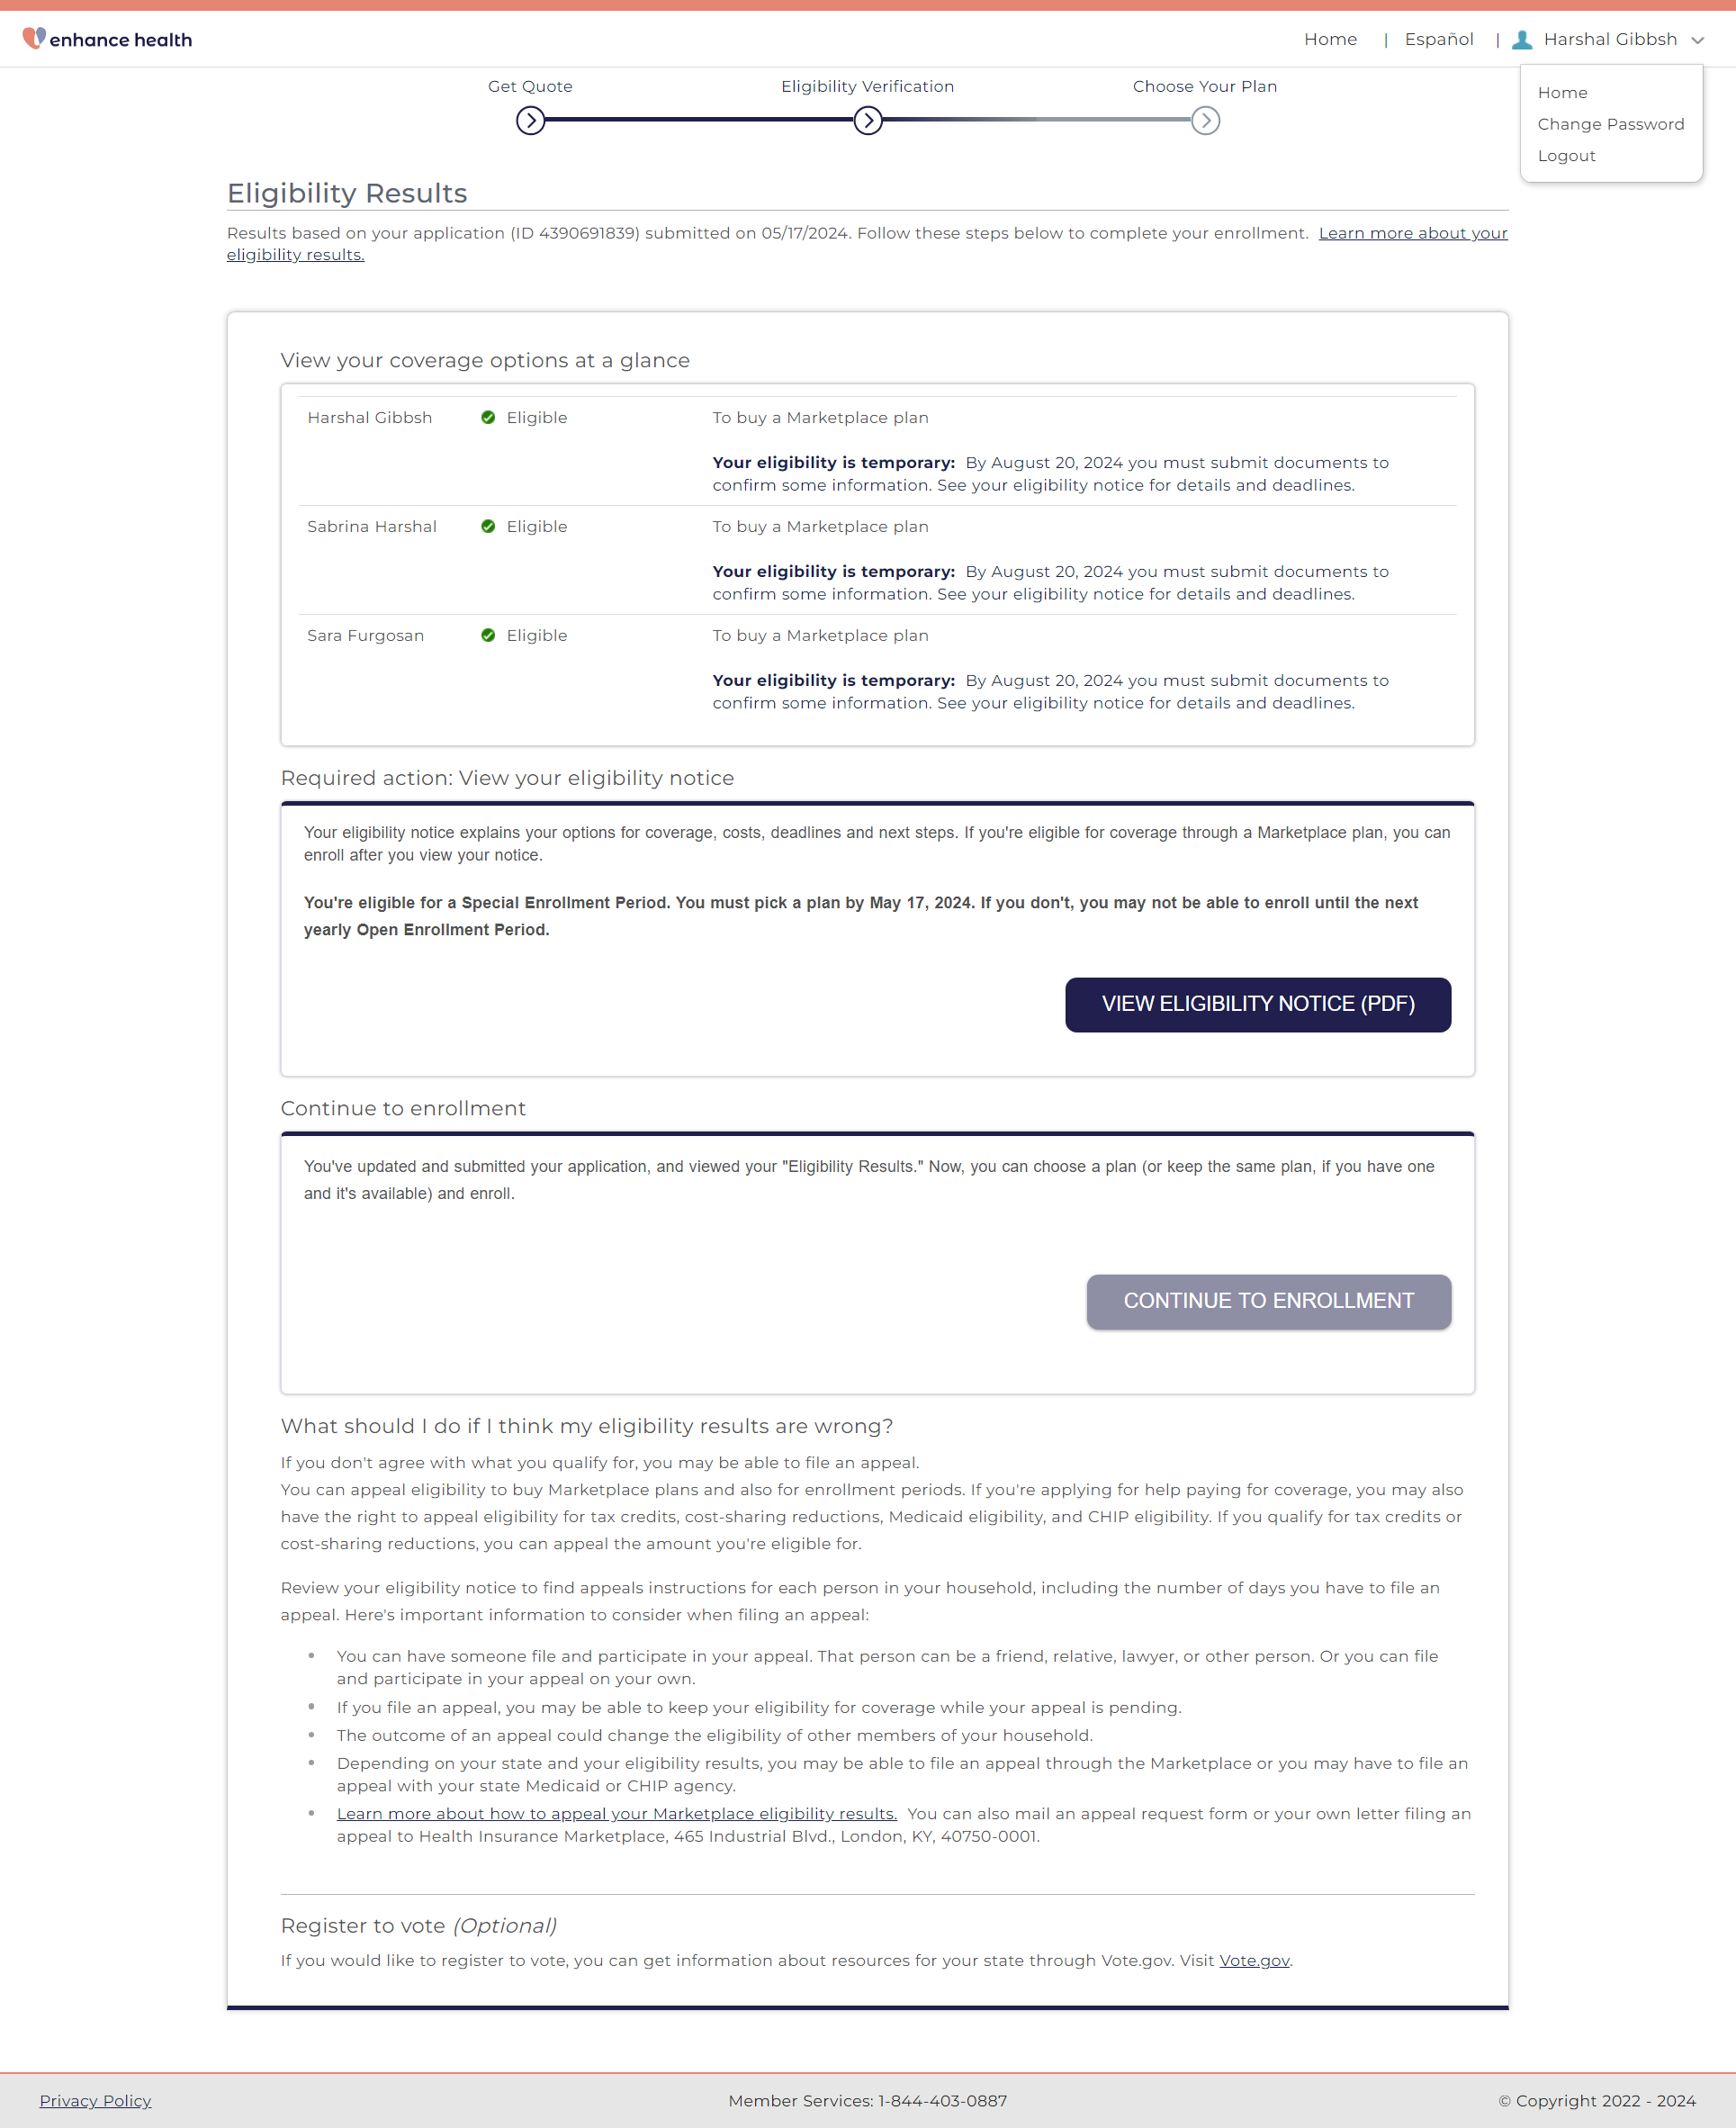 enhance health
Home | Español | Harshal Gibbsh
Home
Change Password
Logout
Get Quote
Eligibility Verification
Choose Your Plan
Eligibility Results
Results based on your application (ID 4390691839) submitted on 05/17/2024. Follow these steps below to complete your enrollment. Learn more about your
eligibility results.
View your coverage options at a glance
Harshal Gibbsh Eligible To buy a Marketplace plan
Your eligibility is temporary: By August 20, 2024 you must submit documents to
confirm some information. See your eligibility notice for details and deadlines.
Sabrina Harshal Eligible To buy a Marketplace plan
Your eligibility is temporary: By August 20, 2024 you must submit documents to
confirm some information. See your eligibility notice for details and deadlines.
Sara Furgosan Eligible To buy a Marketplace plan
Your eligibility is temporary: By August 20, 2024 you must submit documents to
confirm some information. See your eligibility notice for details and deadlines.
Required action: View your eligibility notice
Your eligibility notice explains your options for coverage, costs, deadlines and next steps. If you're eligible for coverage through a Marketplace plan, you can
enroll after you view your notice.
You're eligible for a Special Enrollment Period. You must pick a plan by May 17, 2024. If you don't, you may not be able to enroll until the next
yearly Open Enrollment Period.
VIEW ELIGIBILITY NOTICE (PDF)
Continue to enrollment
You've updated and submitted your application, and viewed your "Eligibility Results." Now, you can choose a plan (or keep the same plan, if you have one
and it's available) and enroll.
CONTINUE TO ENROLLMENT
What should I do if I think my eligibility results are wrong?
If you don't agree with what you qualify for, you may be able to file an appeal.
You can appeal eligibility to buy Marketplace plans and also for enrollment periods. If you're applying for help paying for coverage, you may also
have the right to appeal eligibility for tax credits, cost-sharing reductions, Medicaid eligibility, and CHIP eligibility. If you qualify for tax credits or
cost-sharing reductions, you can appeal the amount you're eligible for.
Review your eligibility notice to find appeals instructions for each person in your household, including the number of days you have to file an
appeal. Here's important information to consider when filing an appeal:
• You can have someone file and participate in your appeal. That person can be a friend, relative, lawyer, or other person. Or you can file
and participate in your appeal on your own.
• If you file an appeal, you may be able to keep your eligibility for coverage while your appeal is pending.
• The outcome of an appeal could change the eligibility of other members of your household.
• Depending on your state and your eligibility results, you may be able to file an appeal through the Marketplace or you may have to file an
appeal with your state Medicaid or CHIP agency.
• Learn more about how to appeal your Marketplace eligibility results. You can also mail an appeal request form or your own letter filing an
appeal to Health Insurance Marketplace, 465 Industrial Blvd., London, KY, 40750-0001.
Register to vote (Optional)
If you would like to register to vote, you can get information about resources for your state through Vote.gov. Visit Vote.gov.
Privacy Policy
Member Services: 1-844-403-0887
© Copyright 2022 - 2024